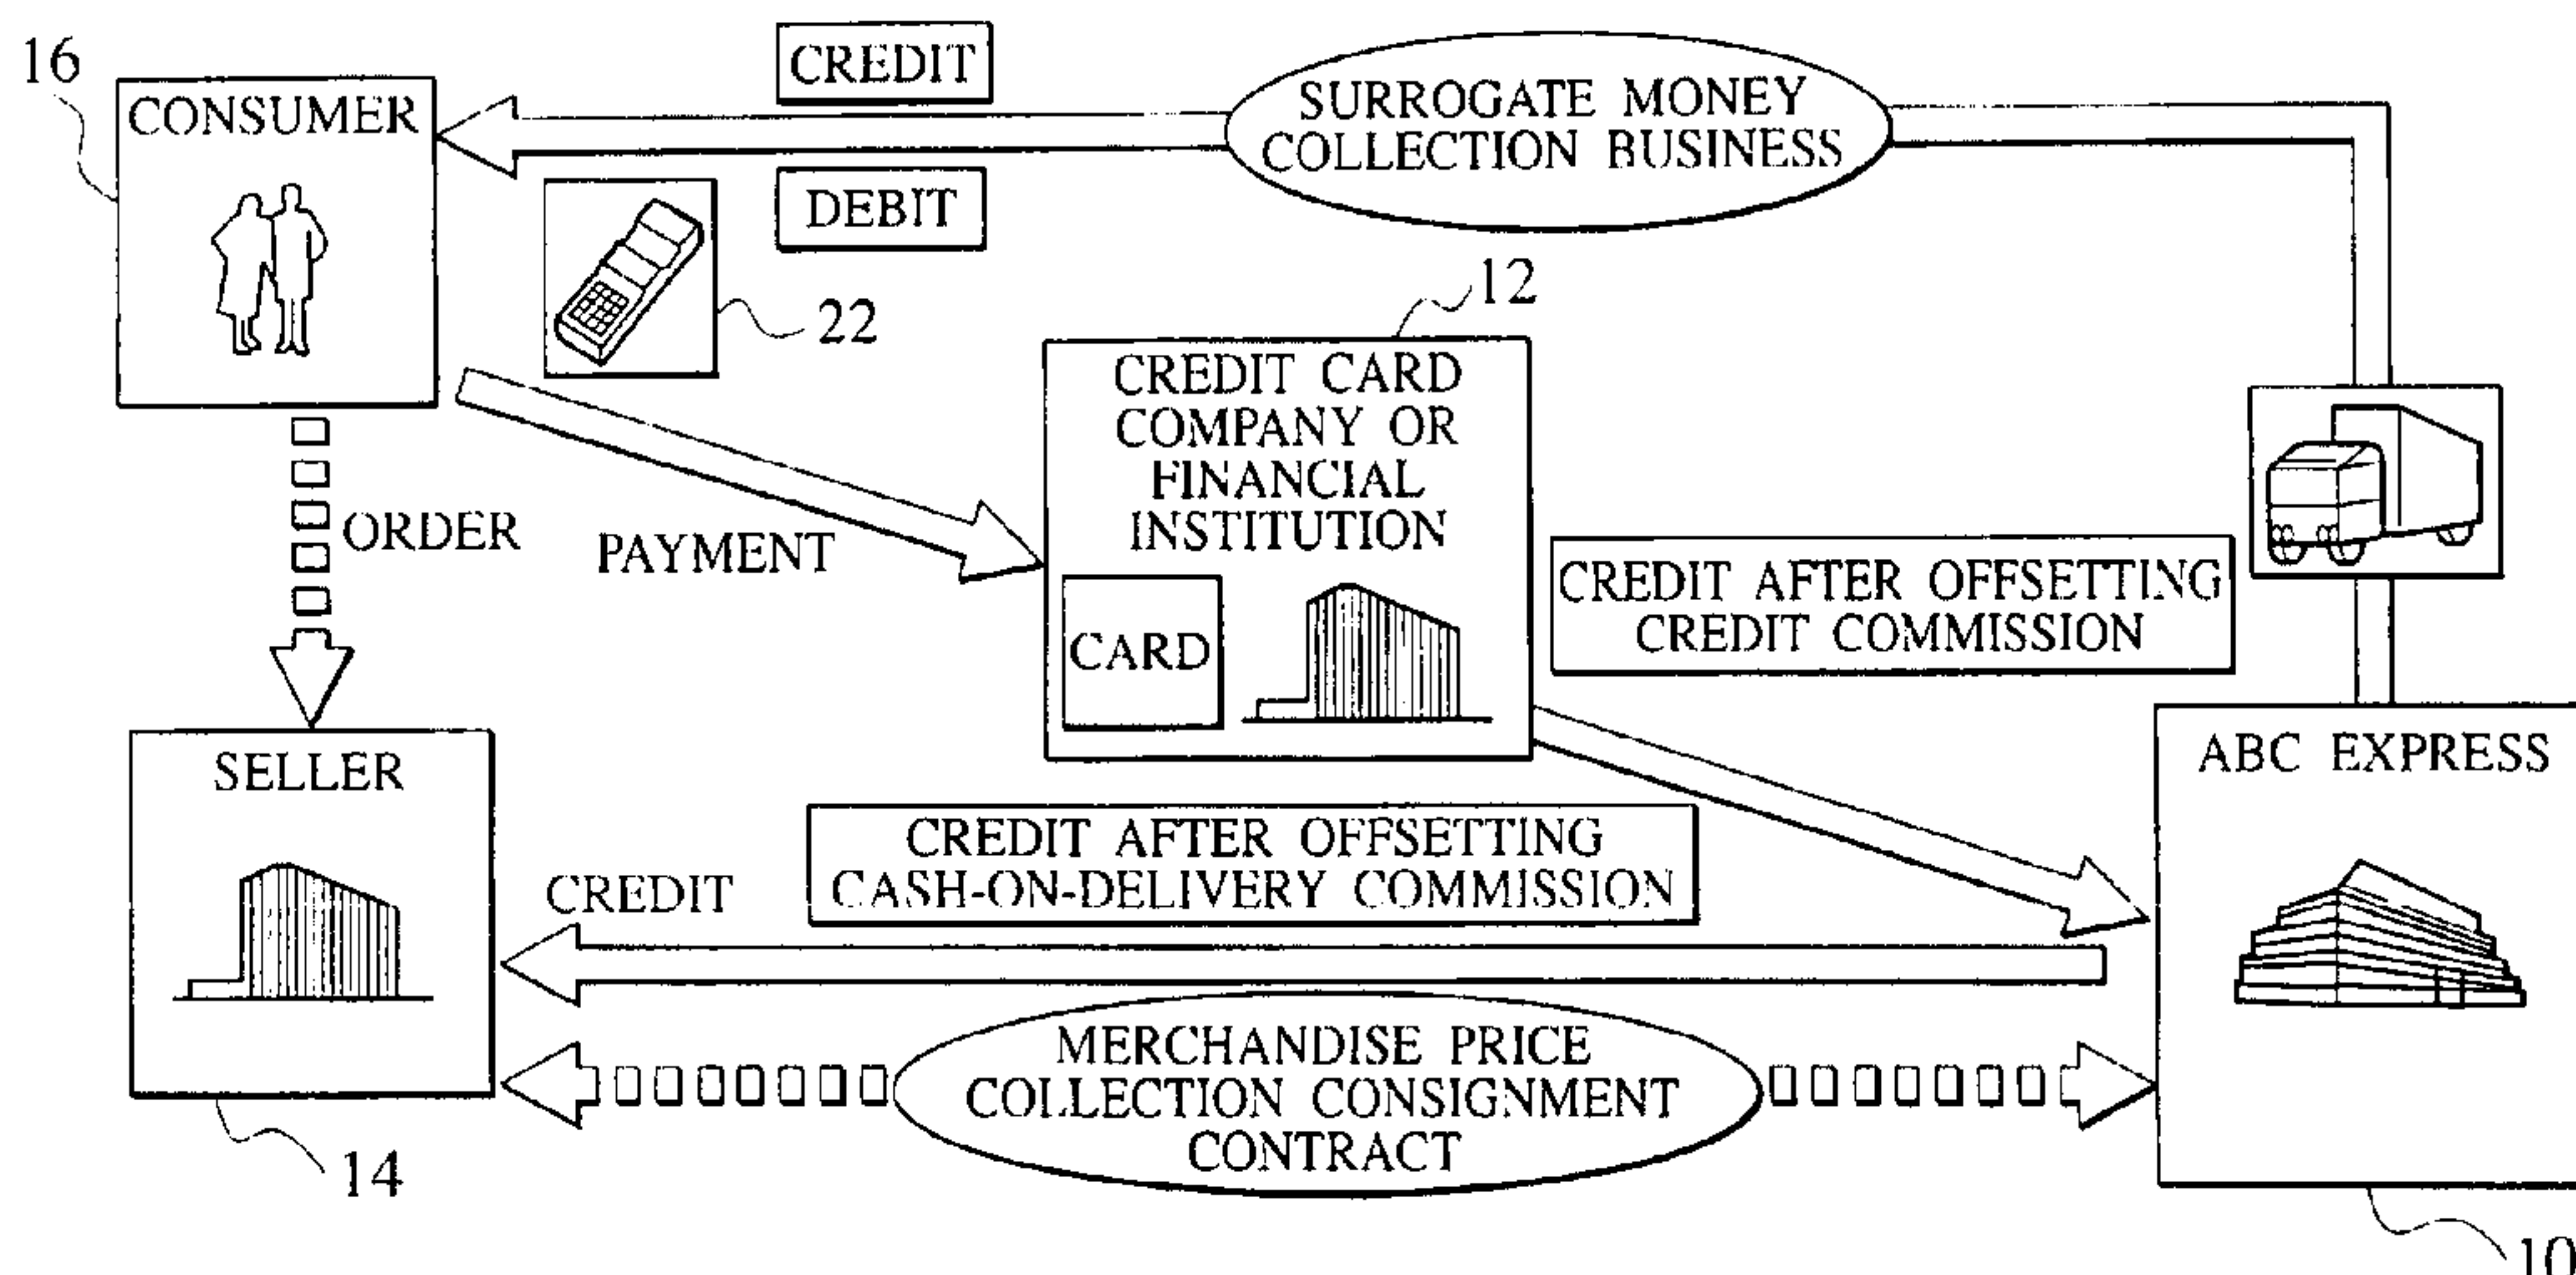 16
CONSUMER
CREDIT
DEBIT
SURROGATE MONEY
COLLECTION BUSINESS
22
12
CREDIT CARD
COMPANY OR
FINANCIAL
INSTITUTION
CARD
ORDER
PAYMENT
CREDIT AFTER OFFSETTING
CREDIT COMMISSION
SELLER
14
ABC EXPRESS
10
CREDIT AFTER OFFSETTING
CASH-ON-DELIVERY COMMISSION
CREDIT
MERCHANDISE PRICE
COLLECTION CONSIGNMENT
CONTRACT